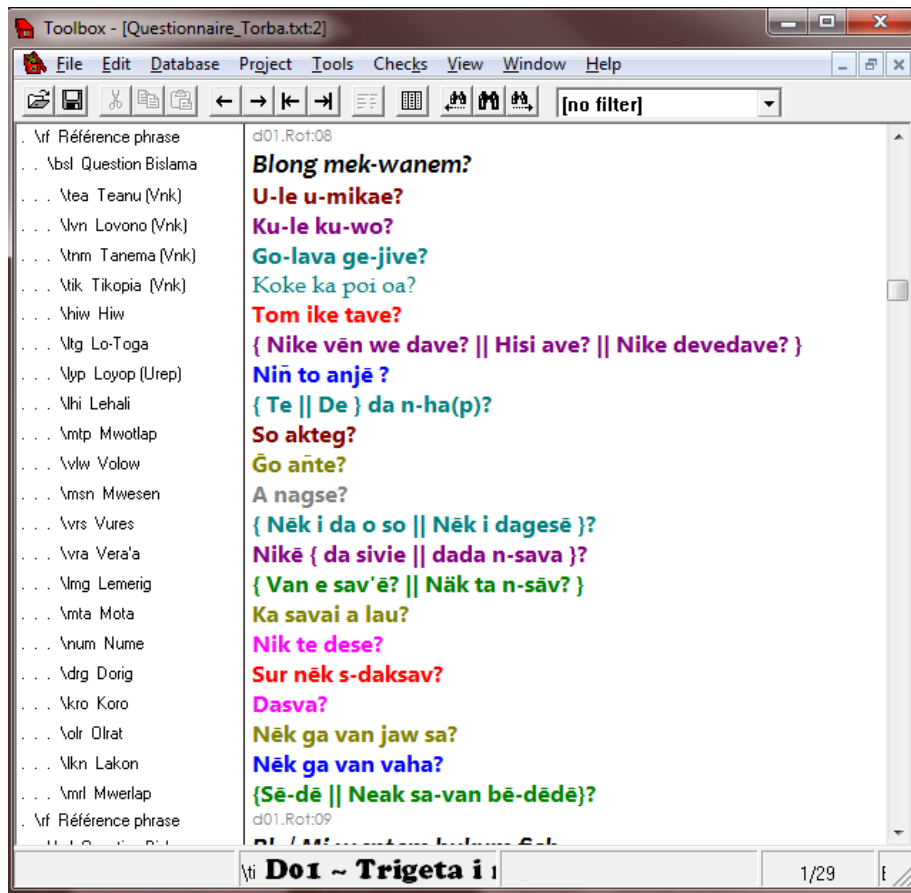 Toolbox - [Questionnaire_Torba.txt:2]
File Edit Database Project Tools Checks View Window Help
[no filter]
. \rf Référence phrase d01.Rot:08
. . \bsl Question Bislama Blong mek-wanem?
. . . \tea Teanu (Vnk) U-le u-mikae?
. . . \lvn Lovono (Vnk) Ku-le ku-wo?
. . . \tnm Tanema (Vnk) Go-lava ge-jive?
. . . \tik Tikopia (Vnk) Koke ka poi oa?
. . . \hiw Hiw Tom ike tave?
. . . \ltg Lo-Toga { Nike vēn we dave? || Hisi ave? || Nike devedave? }
. . . \lyp Loyop (Urep) Nin̄ to anjē ?
. . . \lhi Lehali { Te || De } da n-ha(p)?
. . . \mtp Mwotlap So akteg?
. . . \vlw Volow Ḡo an̄te?
. . . \msn Mwesen A nagse?
. . . \vrs Vures { Nēk i da o so || Nēk i dagesē }?
. . . \vra Vera'a Nikē { da sivie || dada n-sava }?
. . . \lmg Lemerig { Van e sav'ē? || Näk ta n-sāv? }
. . . \mta Mota Ka savai a lau?
. . . \num Nume Nik te dese?
. . . \drg Dorig Sur nēk s-daksav?
. . . \kro Koro Dasva?
. . . \olr Olrat Nēk ga van jaw sa?
. . . \lkn Lakon Nēk ga van vaha?
. . . \mrl Mwerlap {Sē-dē || Neak sa-van bē-dēdē}?
. \rf Référence phrase d01.Rot:09
\ti D01 ~ Trigeta i 1/29